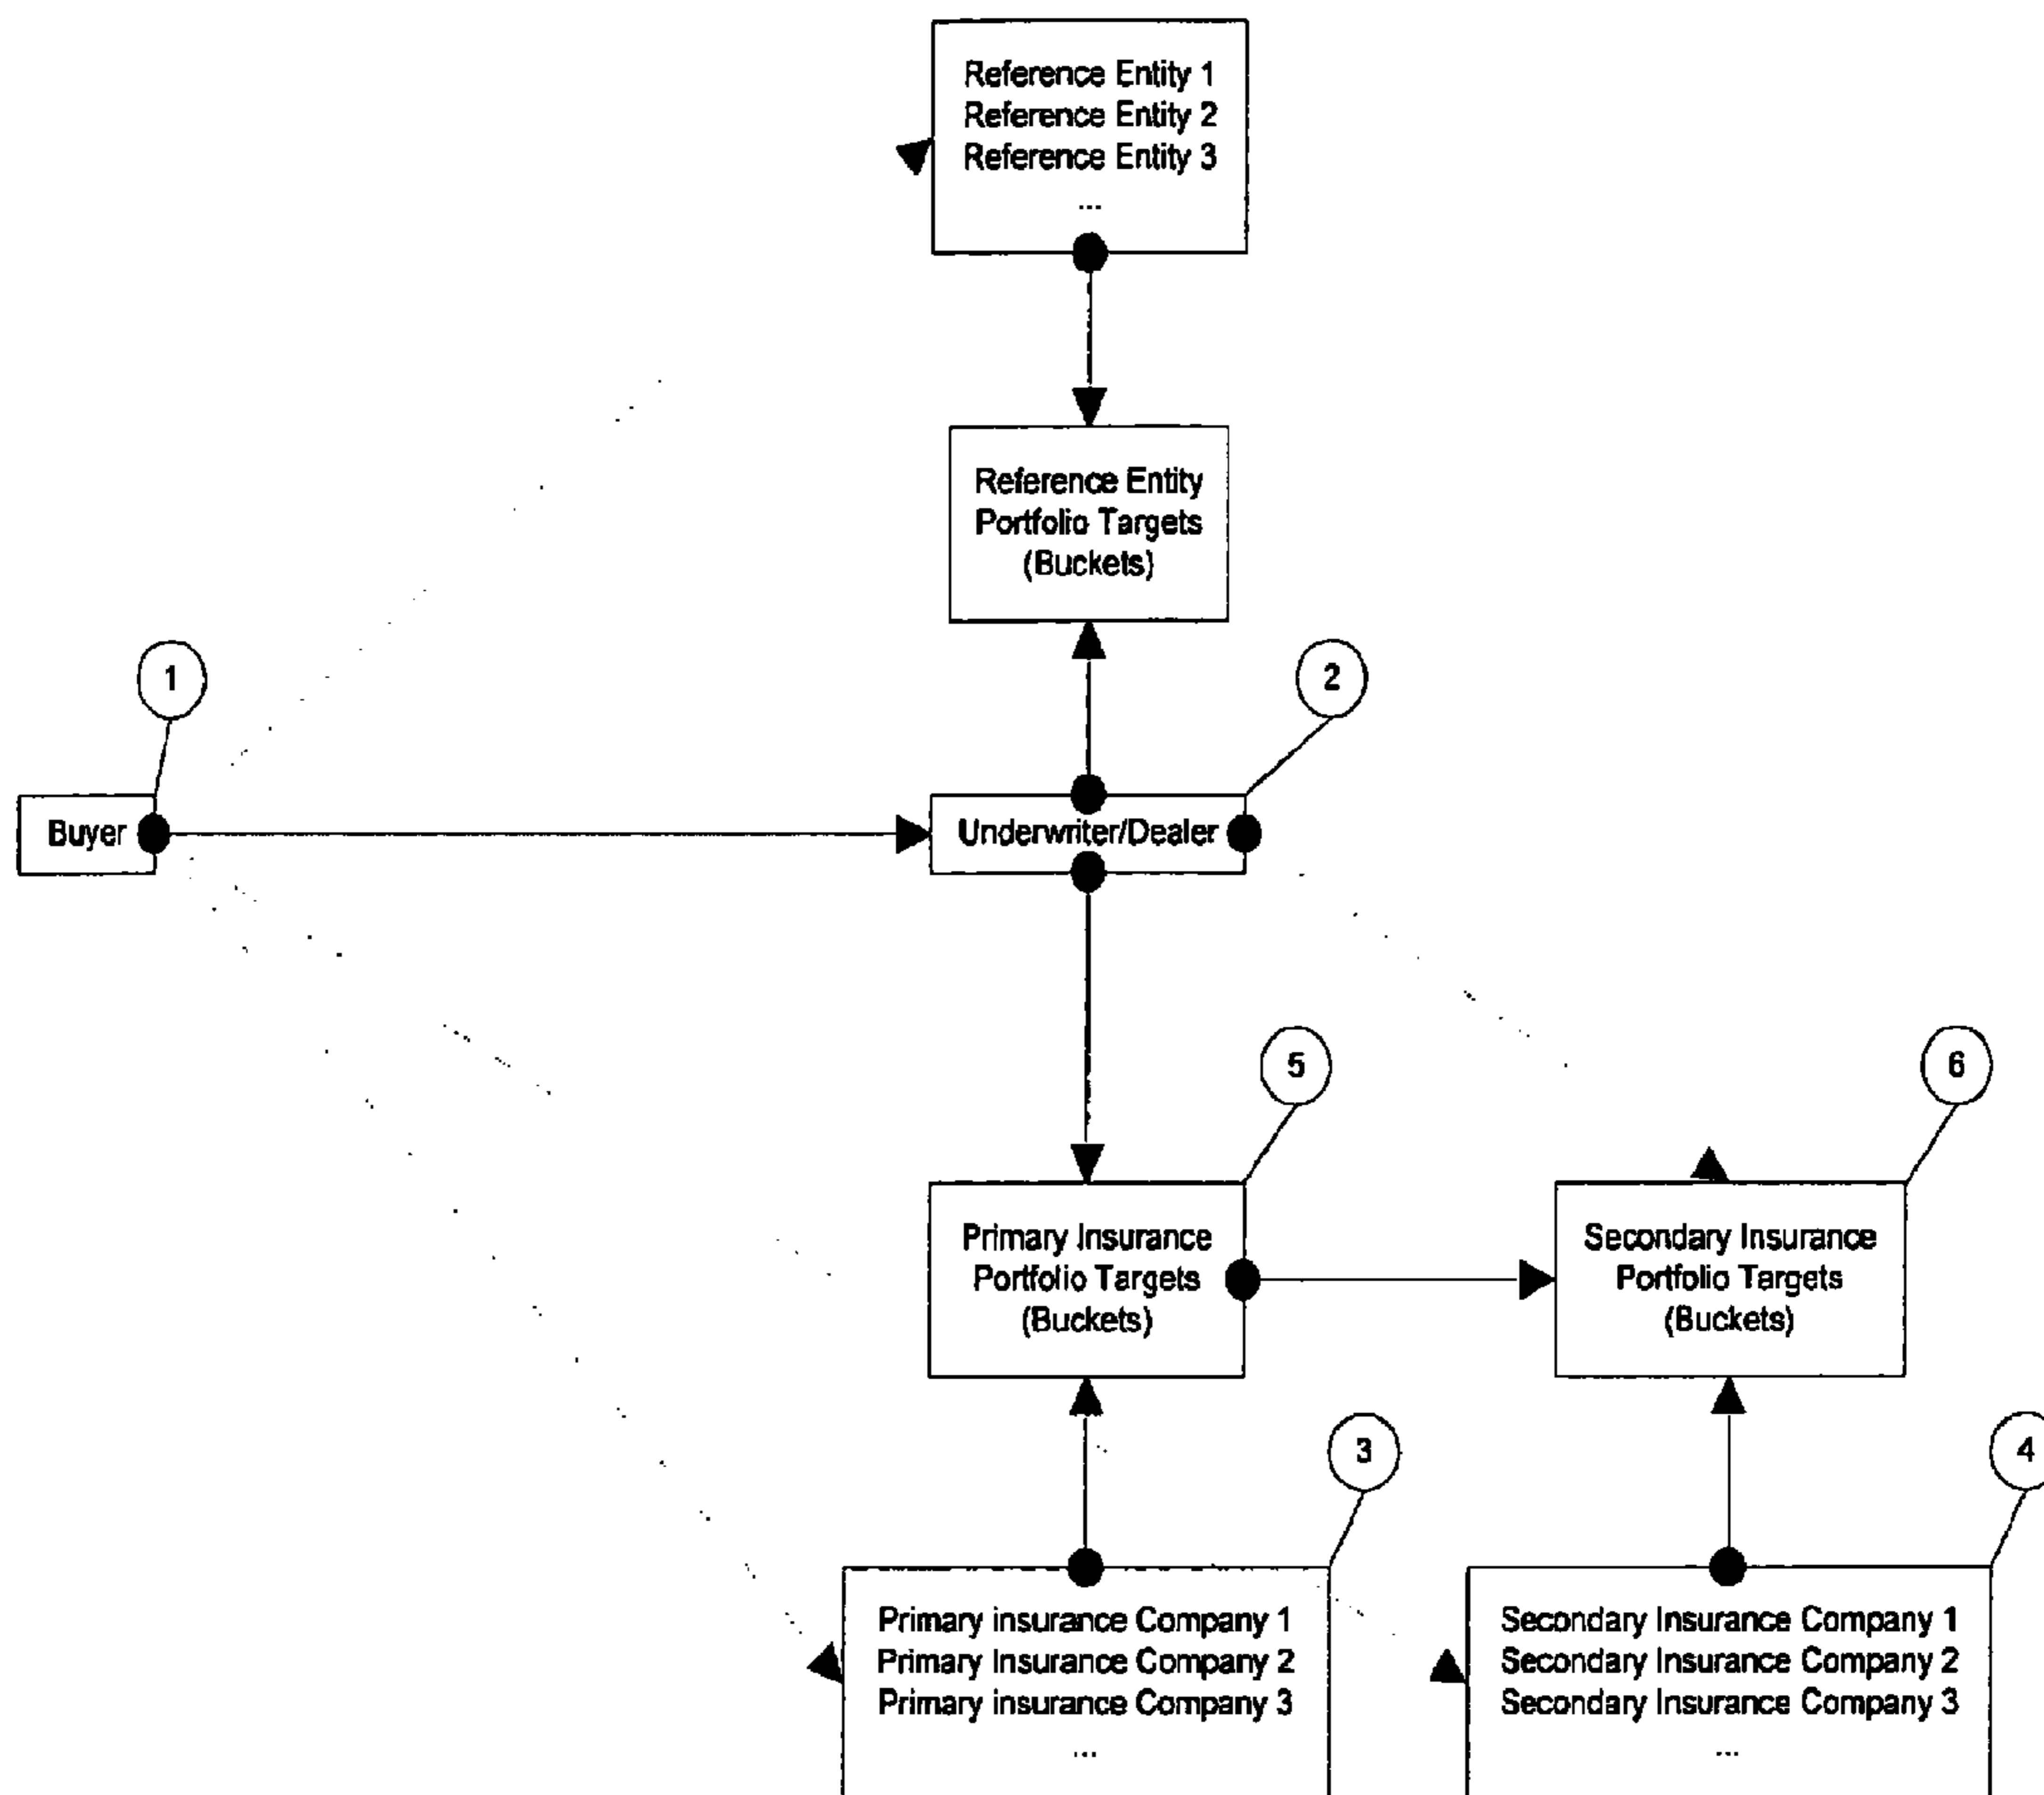 Reference Entity 1
Reference Entity 2
Reference Entity 3
...
Reference Entity
Portfolio Targets
(Buckets)
1
2
Buyer
Underwriter/Dealer
5
6
Primary Insurance
Portfolio Targets
(Buckets)
Secondary Insurance
Portfolio Targets
(Buckets)
3
4
Primary insurance Company 1
Primary Insurance Company 2
Primary insurance Company 3
...
Secondary Insurance Company 1
Secondary Insurance Company 2
Secondary Insurance Company 3
...